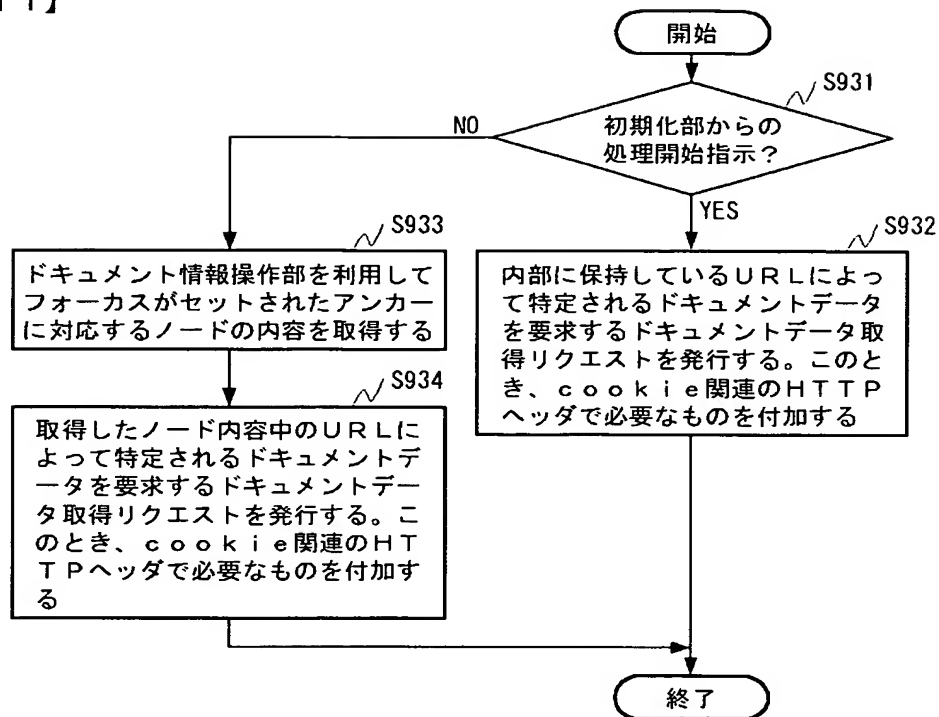 開始
S931
初期化部からの
処理開始指示？
NO
YES
S933
ドキュメント情報操作部を利用して
フォーカスがセットされたアンカー
に対応するノードの内容を取得する
S932
内部に保持しているＵＲＬによっ
て特定されるドキュメントデータ
を要求するドキュメントデータ取
得リクエストを発行する。このと
き、ｃｏｏｋｉｅ関連のＨＴＴＰ
ヘッダで必要なものを付加する
S934
取得したノード内容中のＵＲＬに
よって特定されるドキュメントデ
ータを要求するドキュメントデー
タ取得リクエストを発行する。こ
のとき、ｃｏｏｋｉｅ関連のＨＴ
ＴＰヘッダで必要なものを付加す
る
終了